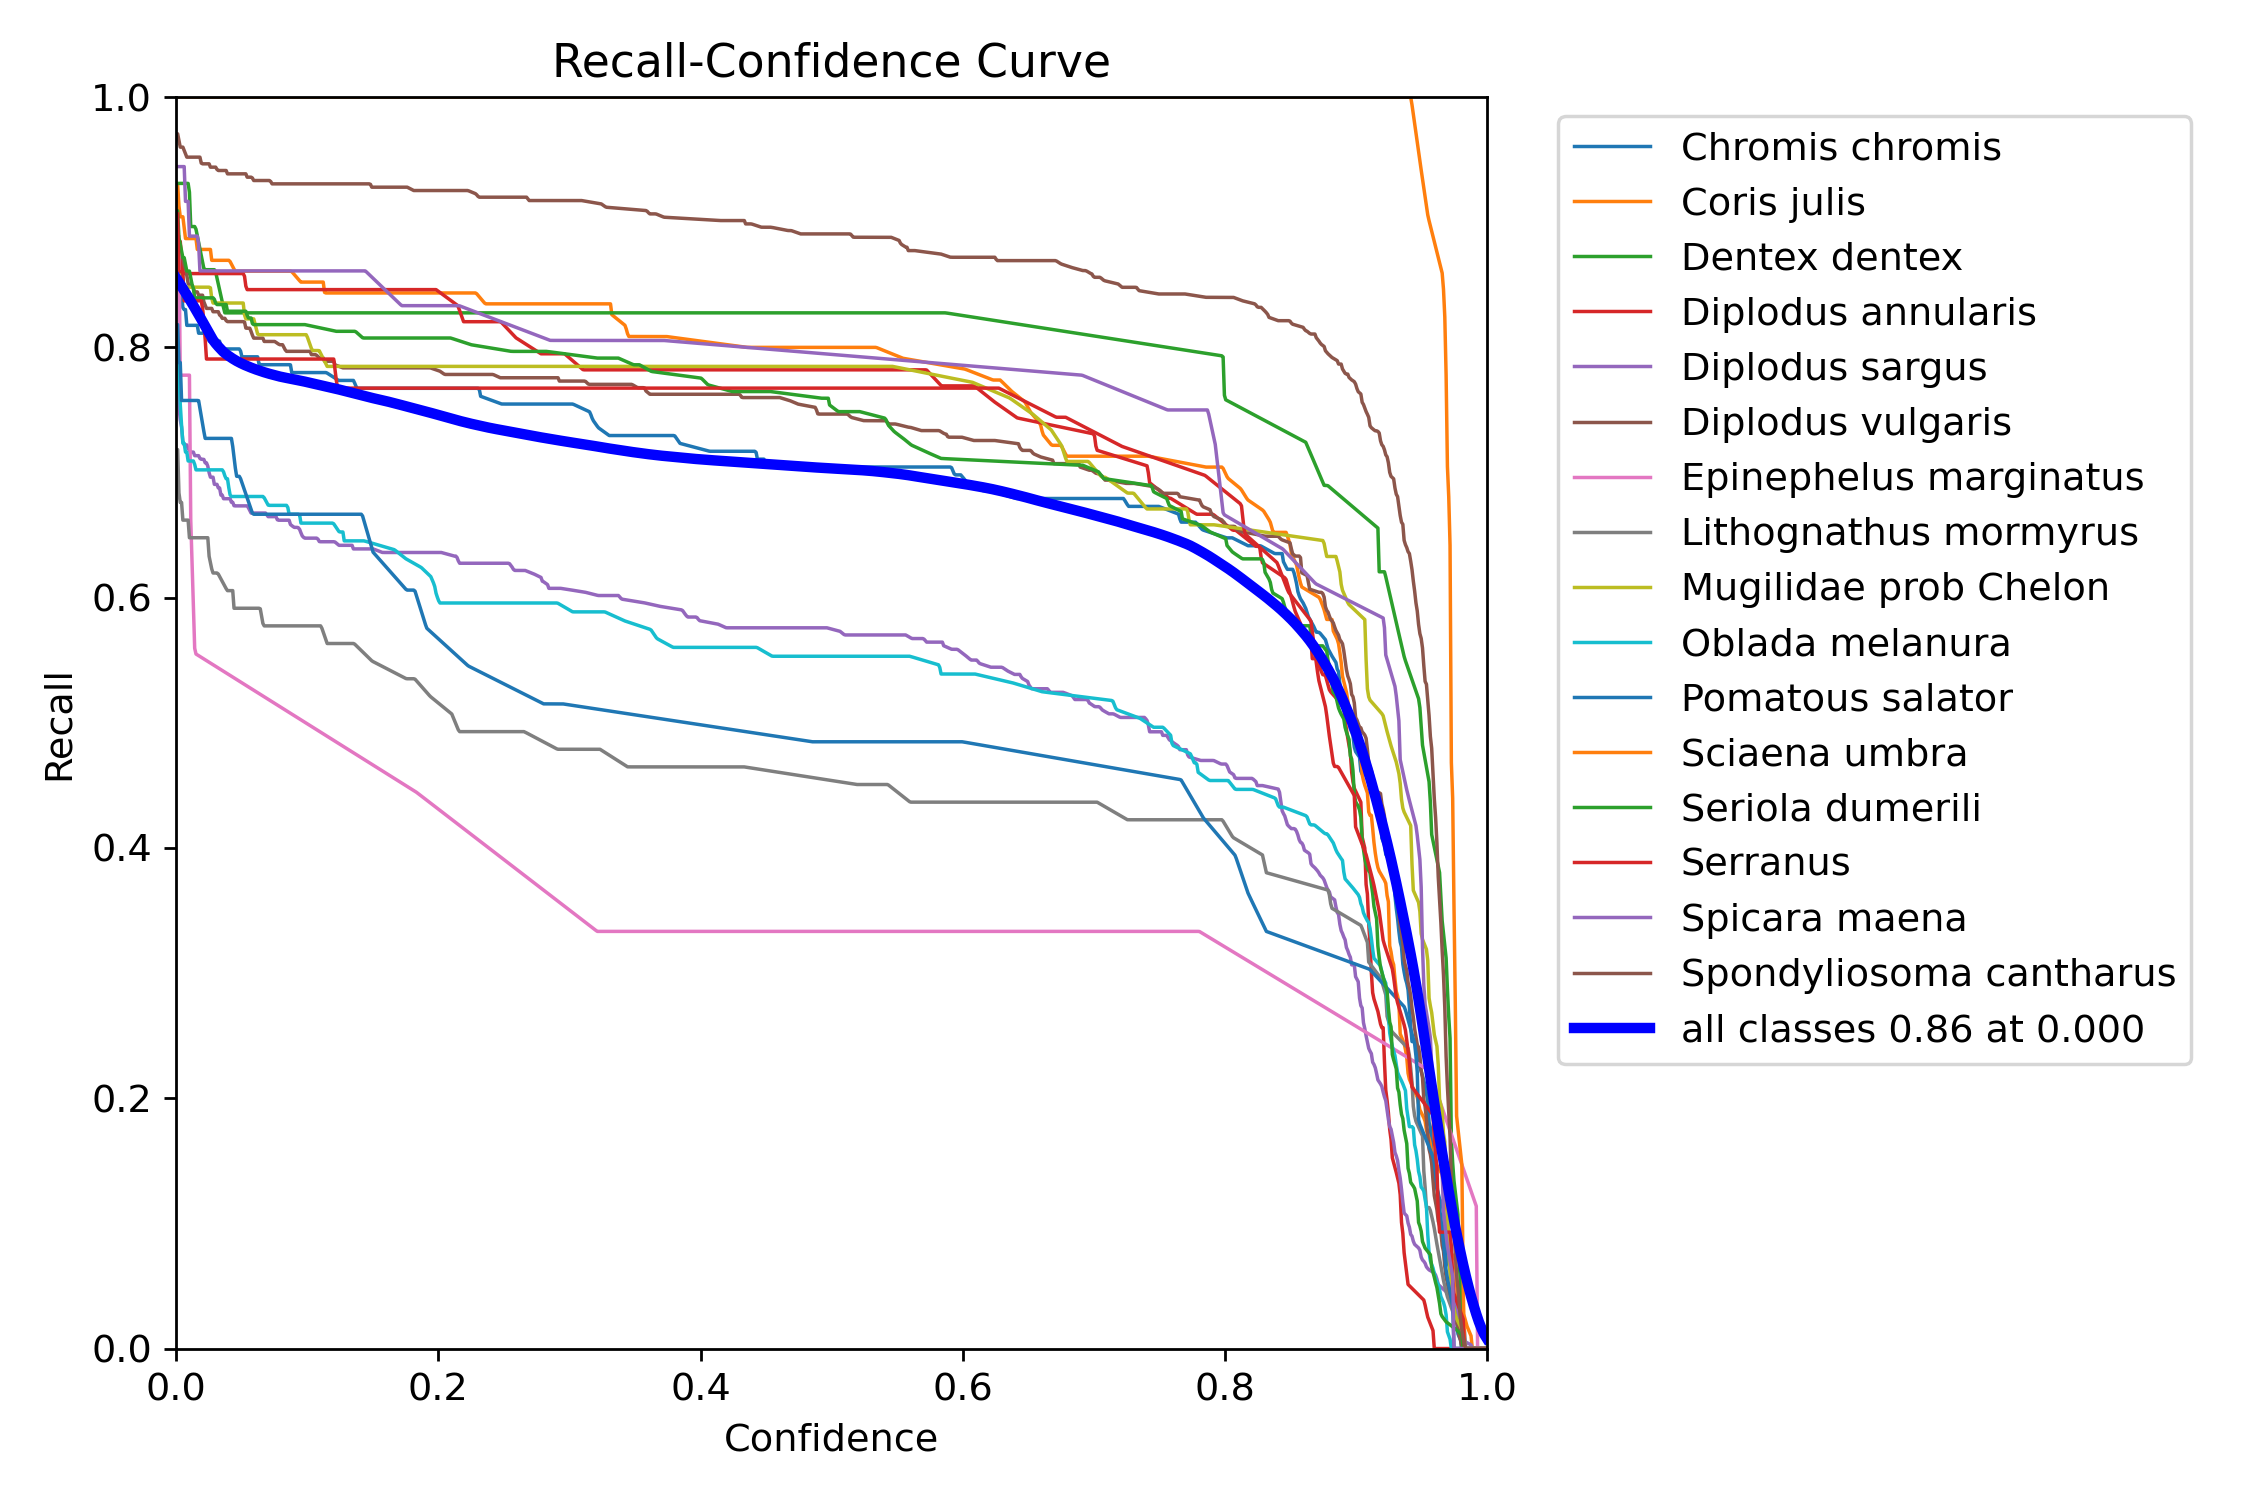 Recall-Confidence Curve
1.0
0.8
0.6
0.4
0.2
0.0
Recall
0.0 0.2 0.4 0.6 0.8 1.0
Confidence
Chromis chromis
Coris julis
Dentex dentex
Diplodus annularis
Diplodus sargus
Diplodus vulgaris
Epinephelus marginatus
Lithognathus mormyrus
Mugilidae prob Chelon
Oblada melanura
Pomatous salator
Sciaena umbra
Seriola dumerili
Serranus
Spicara maena
Spondyliosoma cantharus
all classes 0.86 at 0.000